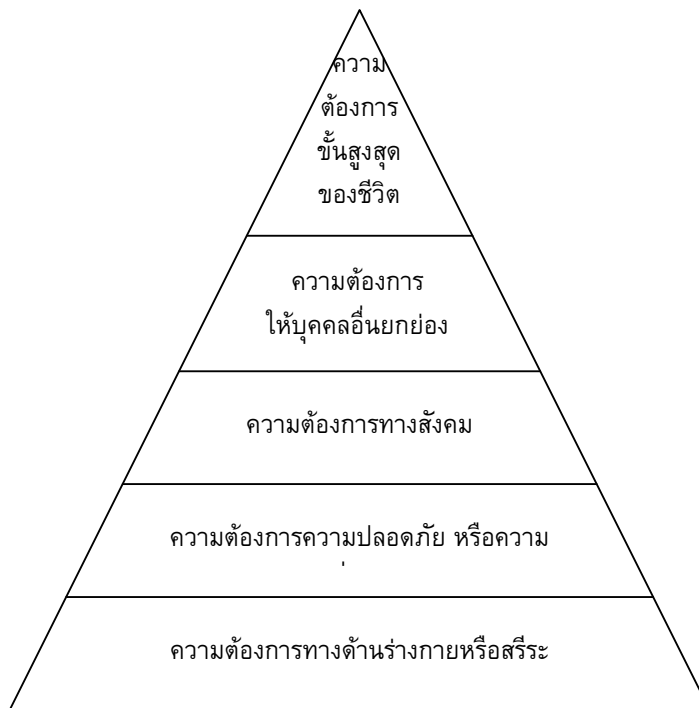 ความ
ต้องการ
ขั้นสูงสุด
ของชีวิต
ความต้องการ
ให้บุคคลอื่นยกย่อง
ความต้องการทางสังคม
ความต้องการความปลอดภัย หรือความ
ความต้องการทางด้านร่างกายหรือสรีระ